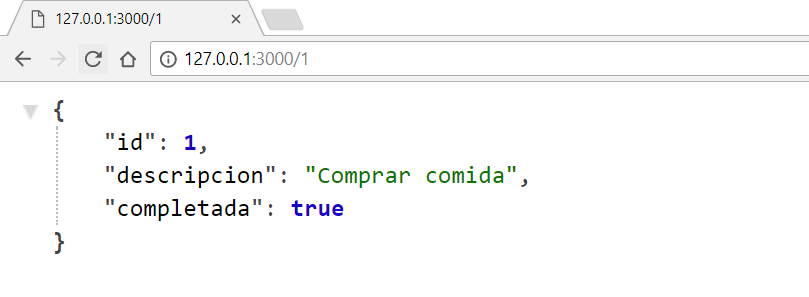 127.0.0.1:3000/1
127.0.0.1:3000/1
{
"id": 1,
"descripcion": "Comprar comida",
"completada": true
}